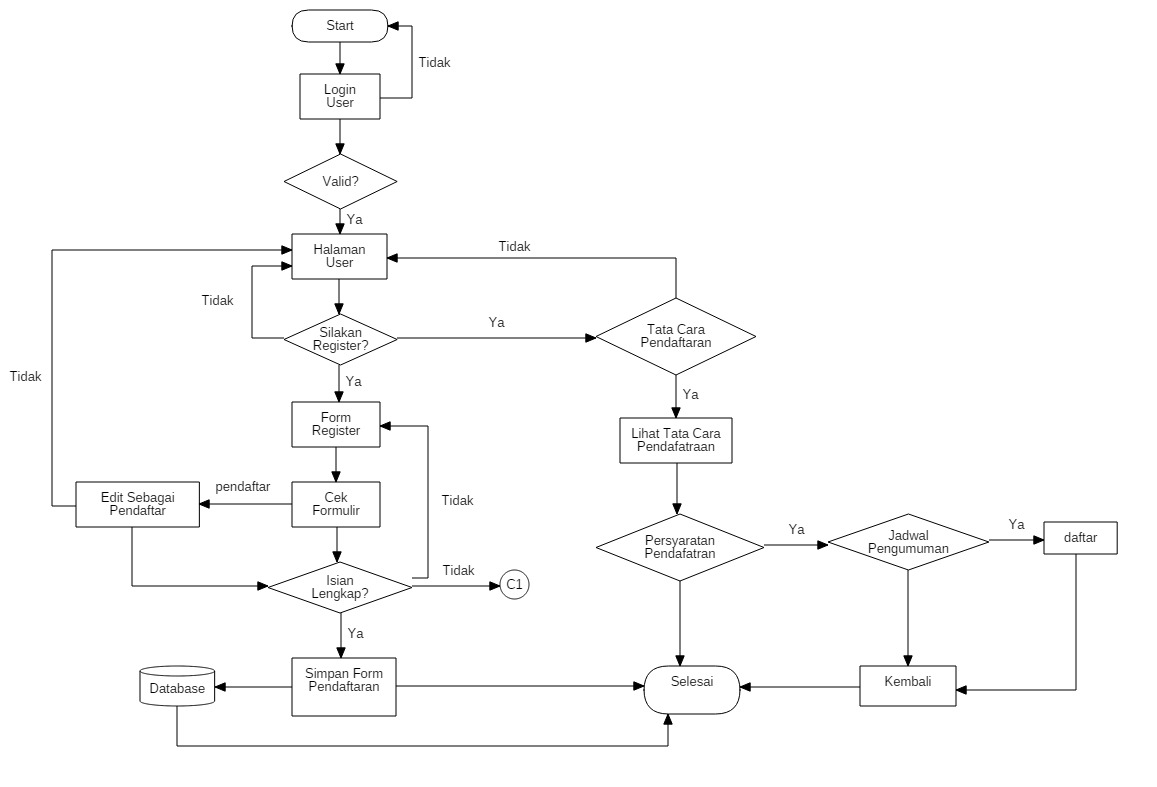 Start
Tidak
Login
User
Valid?
Ya
Halaman
User
Tidak
Tidak
Silakan
Register?
Ya
Tata Cara
Pendaftaran
Tidak
Ya
Ya
Form
Register
Lihat Tata Cara
Pendafatraan
pendaftar
Edit Sebagai
Pendaftar
Cek
Formulir
Tidak
Persyaratan
Pendafatran
Ya
Jadwal
Pengumuman
Ya
daftar
Isian
Lengkap?
Tidak
C1
Ya
Simpan Form
Pendaftaran
Database
Selesai
Kembali